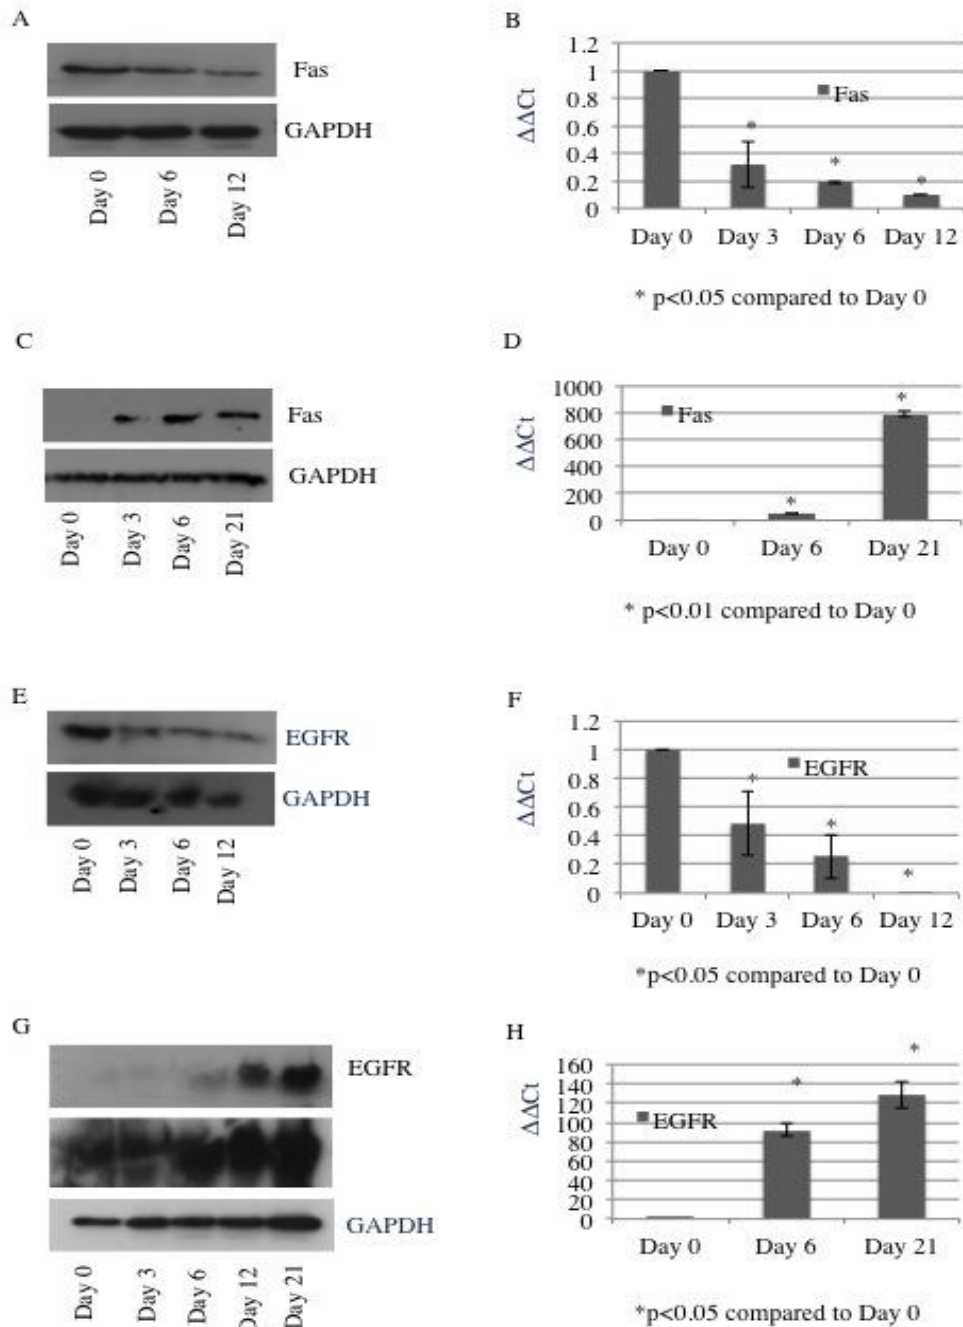 A
Fas
GAPDH
Day 0
Day 6
Day 12
B
1.2
1
0.8
0.6
0.4
0.2
0
ΔΔCt
Fas
*
*
*
Day 0 Day 3 Day 6 Day 12
* p<0.05 compared to Day 0
C
Fas
GAPDH
Day 0
Day 3
Day 6
Day 21
D
1000
800
600
400
200
0
ΔΔCt
Fas
*
*
Day 0 Day 6 Day 21
* p<0.01 compared to Day 0
E
EGFR
GAPDH
Day 0
Day 3
Day 6
Day 12
F
1.2
1
0.8
0.6
0.4
0.2
0
ΔΔCt
EGFR
*
*
*
Day 0 Day 3 Day 6 Day 12
*p<0.05 compared to Day 0
G
EGFR
GAPDH
Day 0
Day 3
Day 6
Day 12
Day 21
H
160
140
120
100
80
60
40
20
0
ΔΔCt
EGFR
*
*
Day 0 Day 6 Day 21
*p<0.05 compared to Day 0